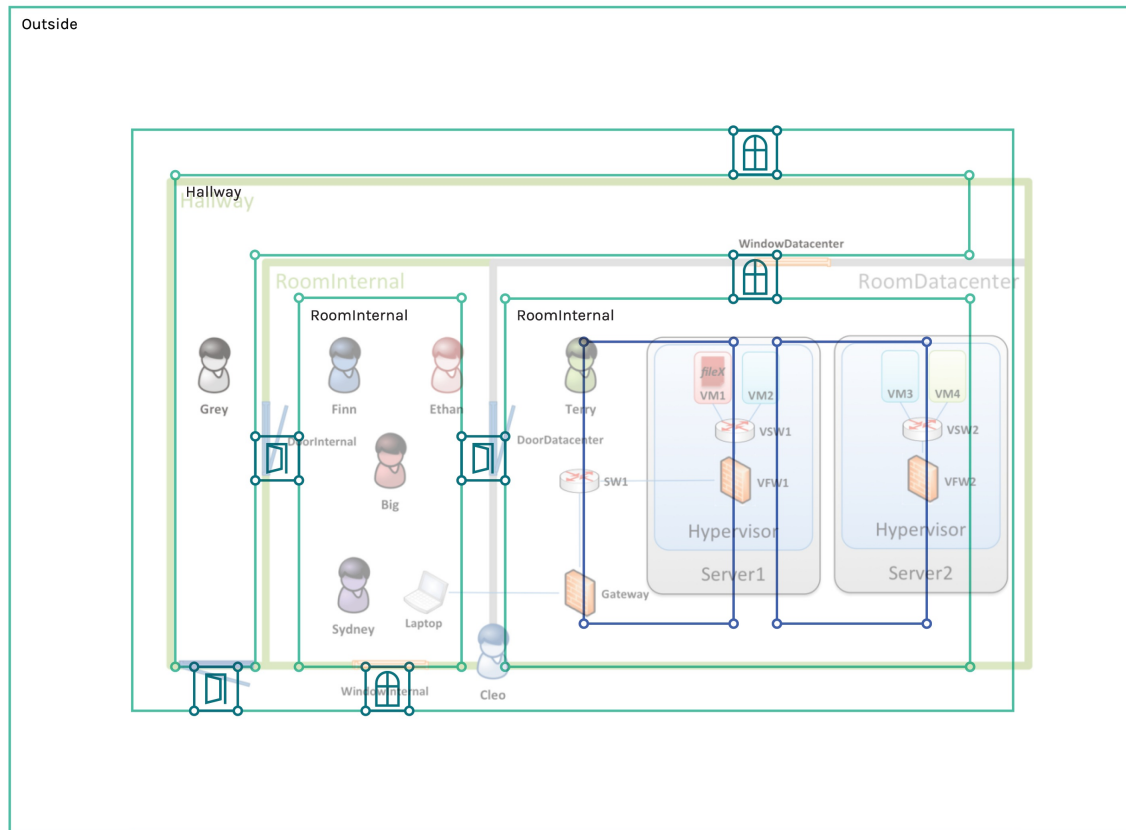 Outside
Hallway
Hallway
WindowDatacenter
RoomInternal
RoomDatacenter
RoomInternal
RoomInternal
fileX
VM1
VM2
VM3
VM4
Grey
Finn
Ethan
Terry
VSW1
VSW2
DoorInternal
DoorDatacenter
SW1
VFW1
VFW2
Big
Hypervisor
Hypervisor
Server1
Server2
Gateway
Laptop
Sydney
WindowInternal
Cleo